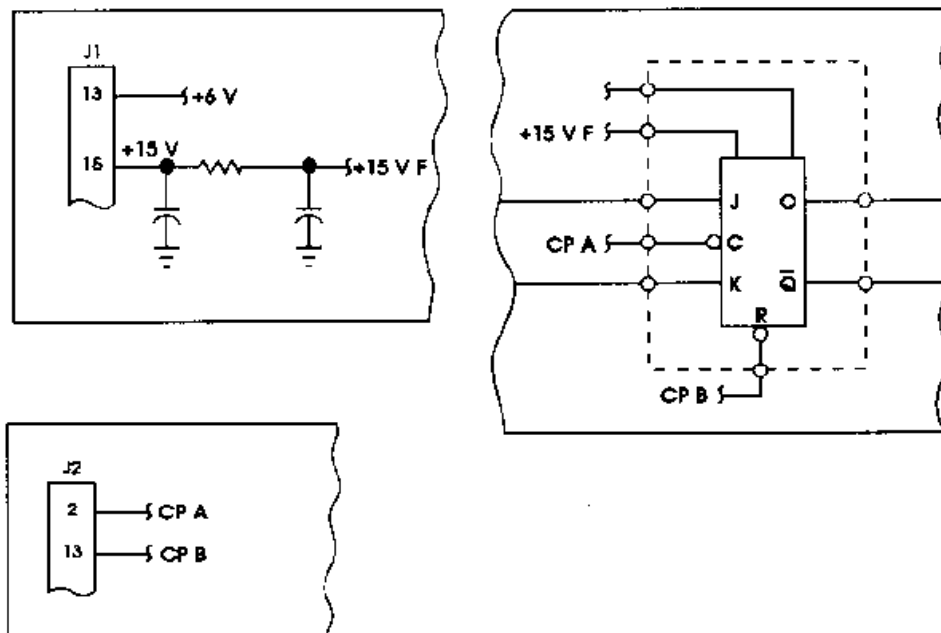 J1
13
+6 V
+15 V
16
+15 V F
+15 V F
J
O
CP A
C
K
Q̅
R
CP B
J2
2
CP A
13
CP B